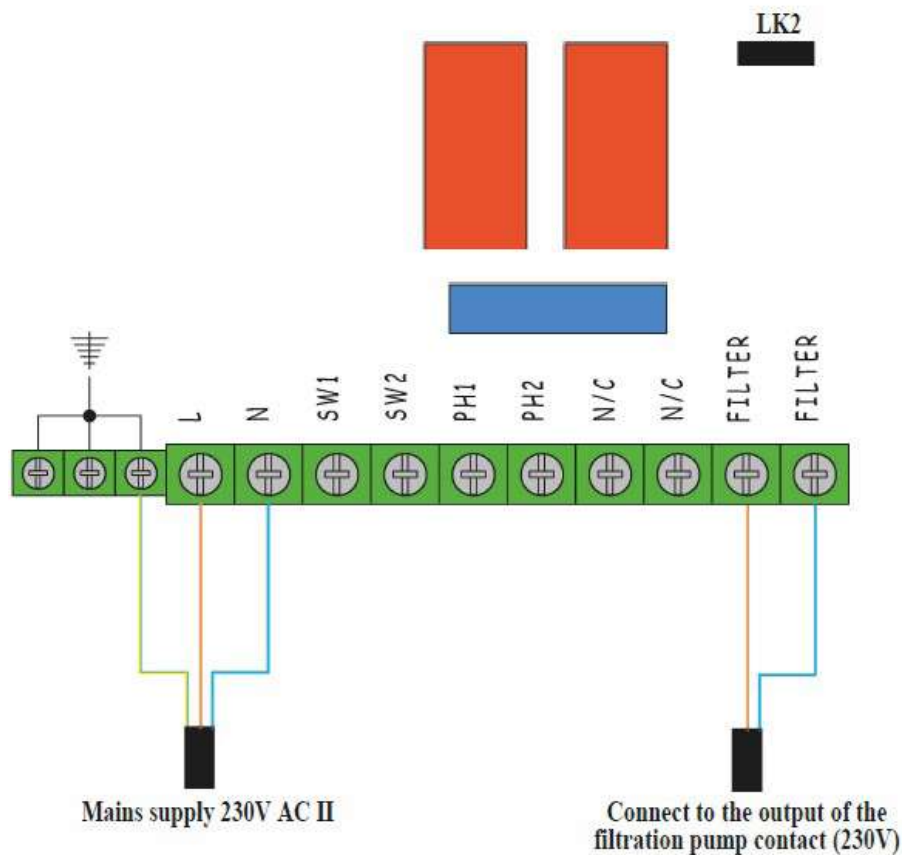 LK2
L
N
SW1
SW2
PH1
PH2
N/C
N/C
FILTER
FILTER
Mains supply 230V AC II
Connect to the output of the
filtration pump contact (230V)